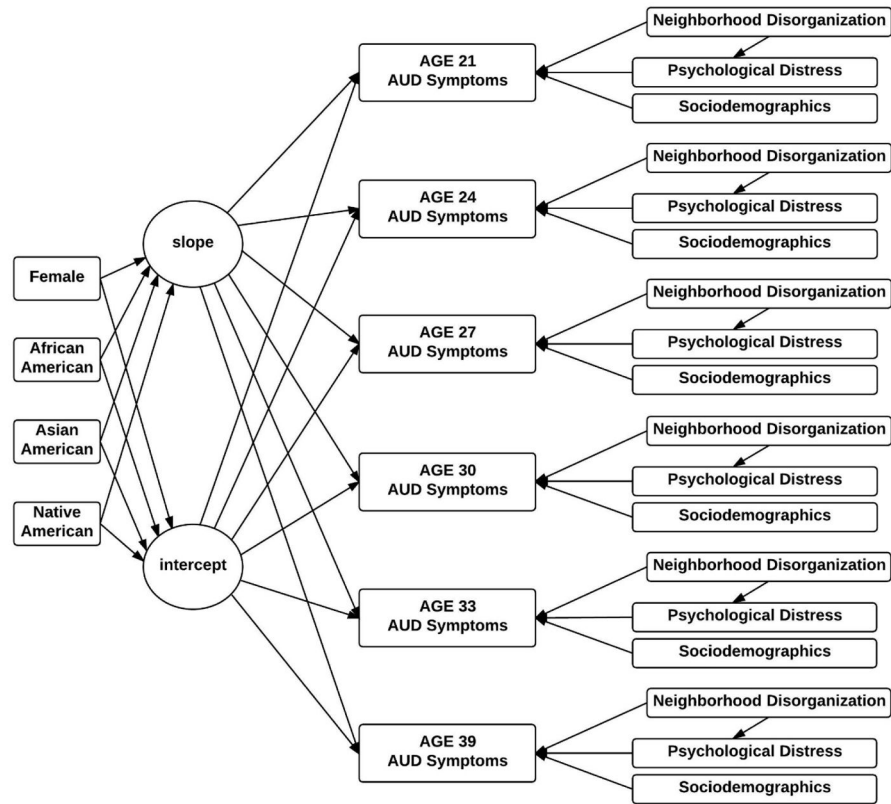 Female
African
American
Asian
American
Native
American
slope
intercept
AGE 21
AUD Symptoms
AGE 24
AUD Symptoms
AGE 27
AUD Symptoms
AGE 30
AUD Symptoms
AGE 33
AUD Symptoms
AGE 39
AUD Symptoms
Neighborhood Disorganization
Psychological Distress
Sociodemographics
Neighborhood Disorganization
Psychological Distress
Sociodemographics
Neighborhood Disorganization
Psychological Distress
Sociodemographics
Neighborhood Disorganization
Psychological Distress
Sociodemographics
Neighborhood Disorganization
Psychological Distress
Sociodemographics
Neighborhood Disorganization
Psychological Distress
Sociodemographics